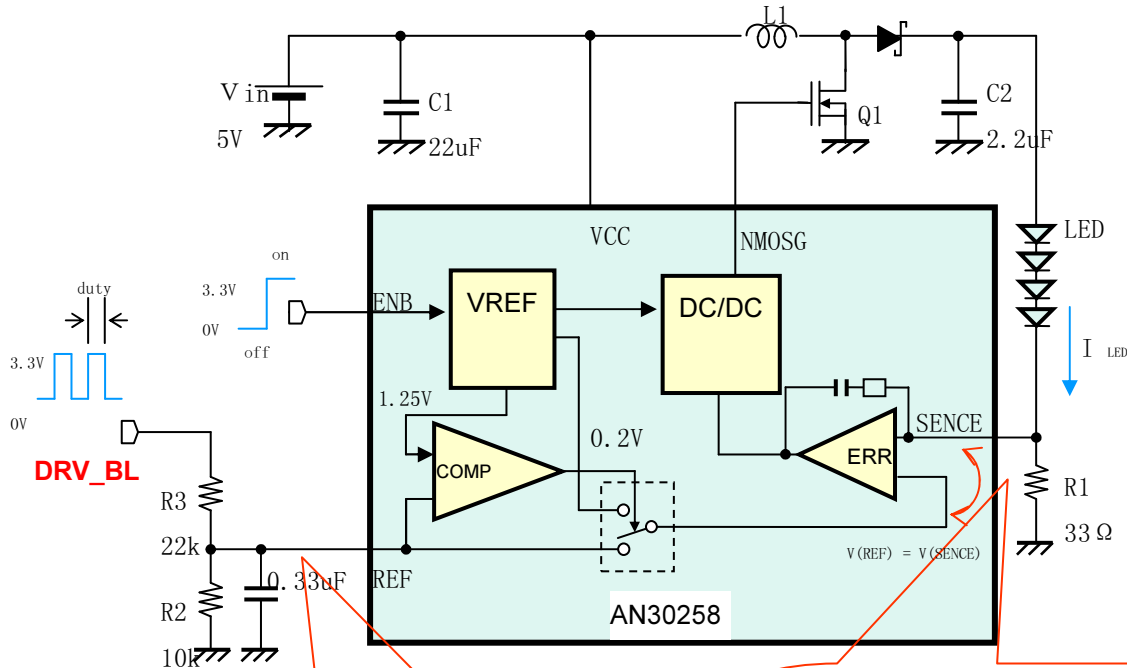 L1
Vin
5V
C1
22uF
Q1
C2
2.2uF
VCC
NMOSG
LED
on
3.3V
0V
off
ENB
VREF
DC/DC
duty
3.3V
0V
DRV_BL
1.25V
COMP
0.2V
ERR
SENCE
I LED
R3
22k
R2
10k
0.33uF
REF
V(REF) = V(SENCE)
R1
33Ω
AN30258